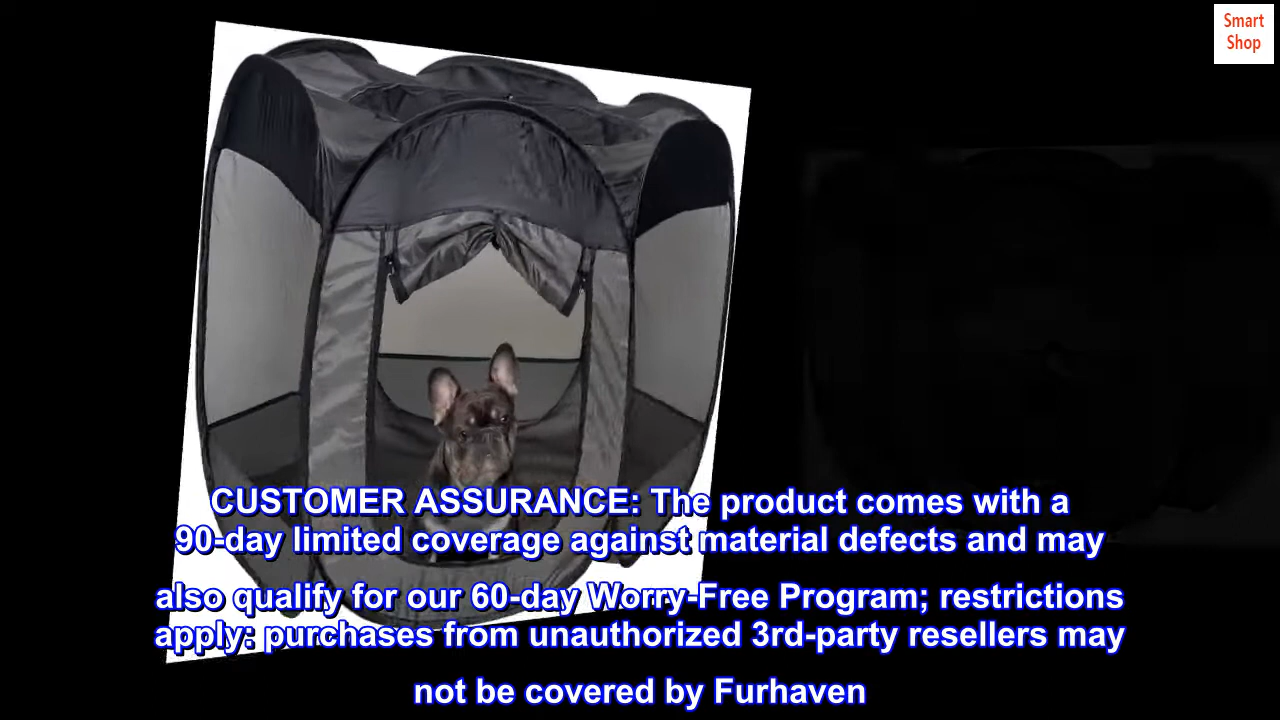 Smart
Shop
CUSTOMER ASSURANCE: The product comes with a
90-day limited coverage against material defects and may
also qualify for our 60-day Worry-Free Program; restrictions
apply: purchases from unauthorized 3rd-party resellers may
not be covered by Furhaven